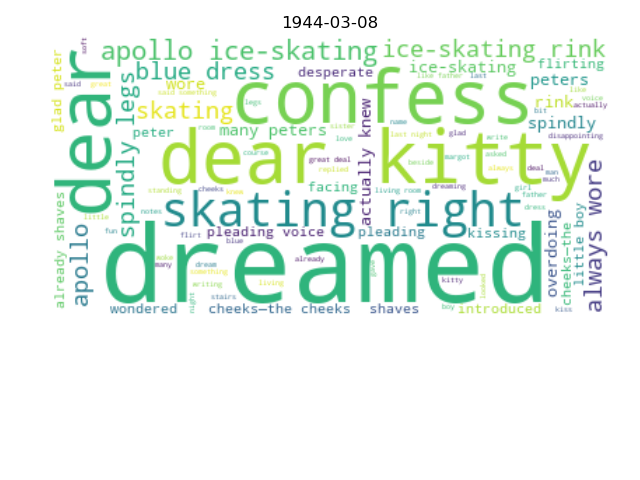 1944-03-08
apollo ice-skating
ice-skating rink
blue dress
desperate
ice-skating
flirting
soft
said
great
like father
last
said something
wore
peters
like
voice
actually
glad peter
dear
confess
legs
skating
rink
bit
spindly
name
peter
many peters
room
sister
love
last night
glad
write
disappointing
spindly legs
actually knew
dear kitty
course
great deal
replied
beside
margot
asked
always
deal
man
much
standing
cheeks
knew
facing
living room
dreaming
girl
father
dress
already shaves
little
notes
skating right
right
always wore
apollo
fun
flirt
pleading voice
pleading
kissing
overdoing
cheeks—the
little boy
blue
woke
many
dream
something
writing
living
already
dreamed
kitty
looked
gaze
night
stairs
wondered
cheeks—the cheeks
shaves
boy
introduced
kiss